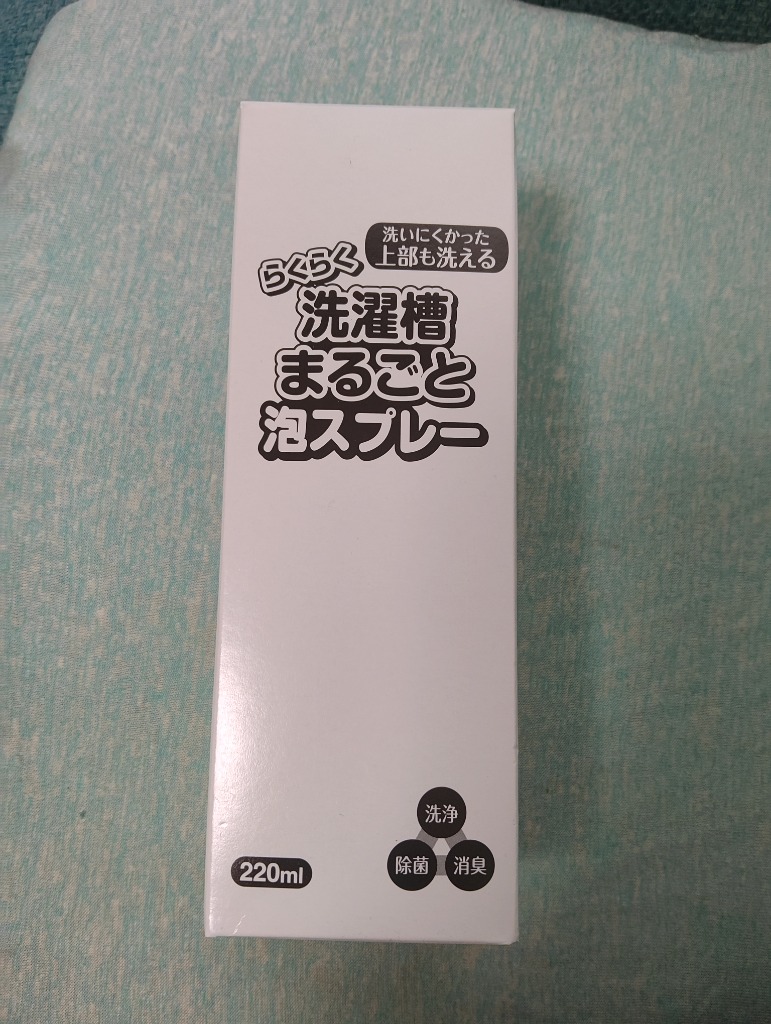 洗いにくかった
上部も洗える
らくらく
洗濯槽
まるごと
泡スプレー
洗浄
除菌
消臭
220ml